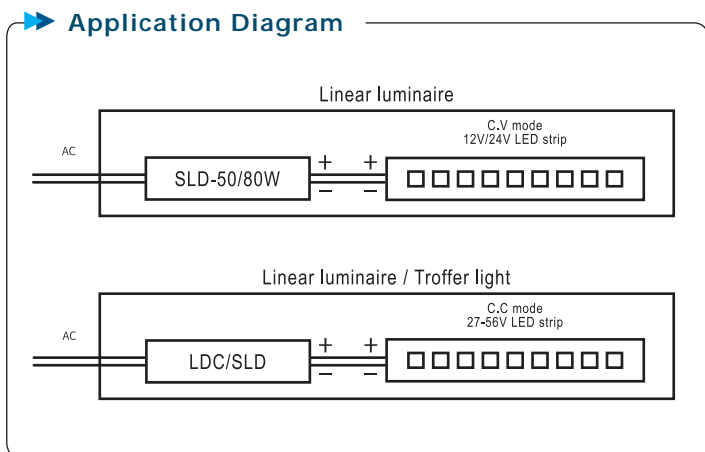 Application Diagram
Linear luminaire
C.V mode
12V/24V LED strip
AC
SLD-50/80W
+ +
− −
Linear luminaire / Troffer light
C.C mode
27-56V LED strip
AC
LDC/SLD
+ +
− −